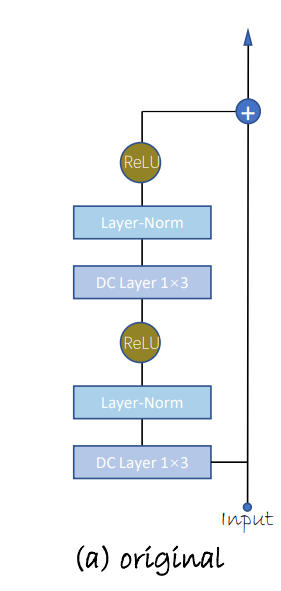 ReLU
Layer-Norm
DC Layer 1×3
ReLU
Layer-Norm
DC Layer 1×3
Input
(a) original